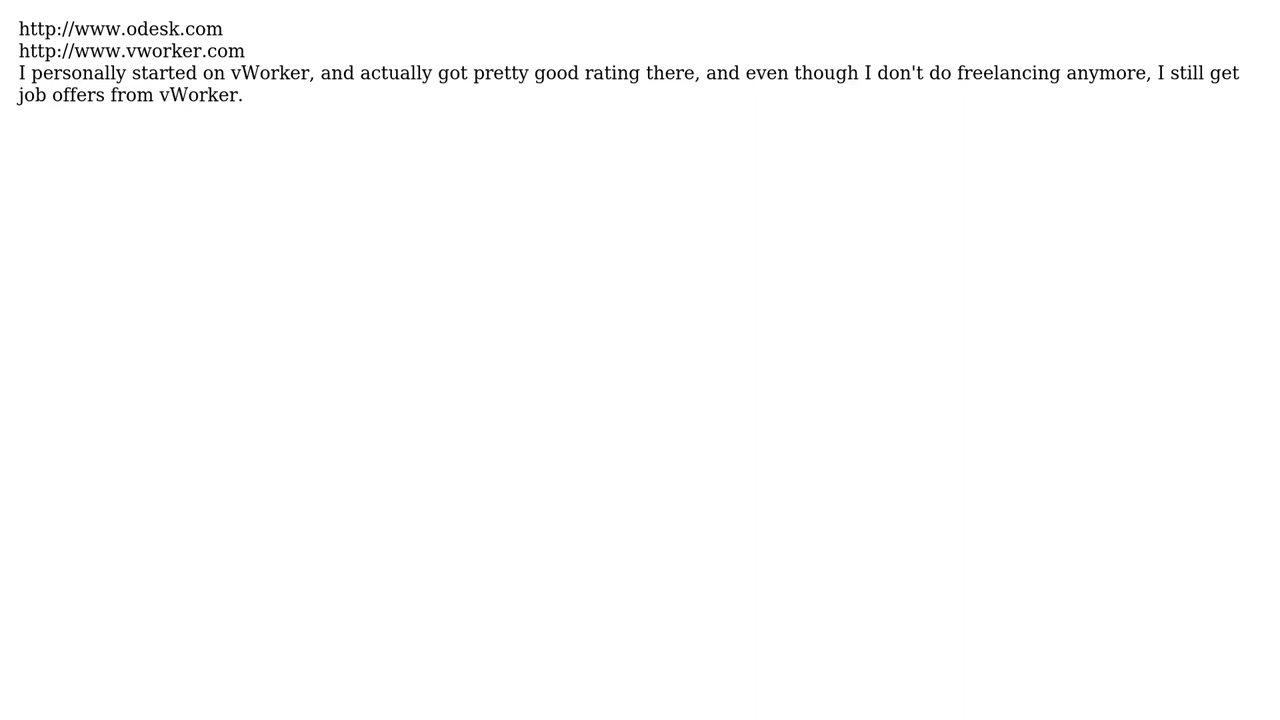 http://www.odesk.com
http://www.vworker.com
I personally started on vWorker, and actually got pretty good rating there, and even though I don't do freelancing anymore, I still get
job offers from vWorker.